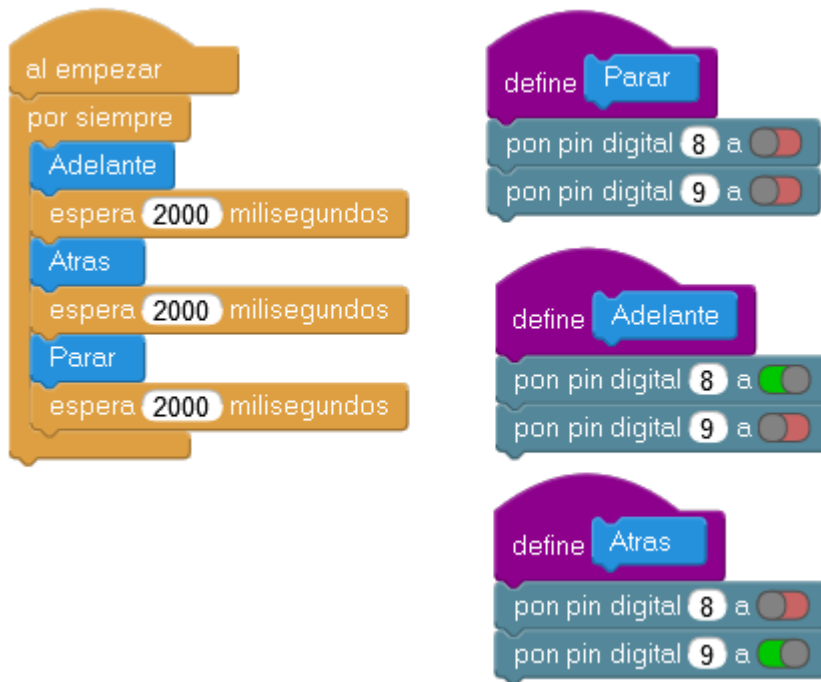 al empezar
por siempre
Adelante
espera 2000 milisegundos
Atras
espera 2000 milisegundos
Parar
espera 2000 milisegundos
define Parar
pon pin digital 8 a
pon pin digital 9 a
define Adelante
pon pin digital 8 a
pon pin digital 9 a
define Atras
pon pin digital 8 a
pon pin digital 9 a